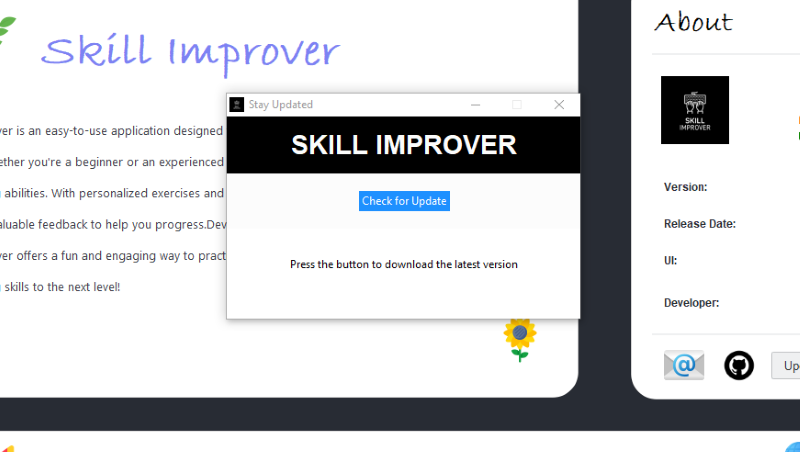 Skill Improver
ver is an easy-to-use application designed
ether you're a beginner or an experienced
abilities. With personalized exercises and
aluable feedback to help you progress.Dev
ver offers a fun and engaging way to pract
skills to the next level!
Stay Updated
SKILL IMPROVER
Check for Update
Press the button to download the latest version
About
SKILL
IMPROVER
Version:
Release Date:
UI:
Developer:
Up